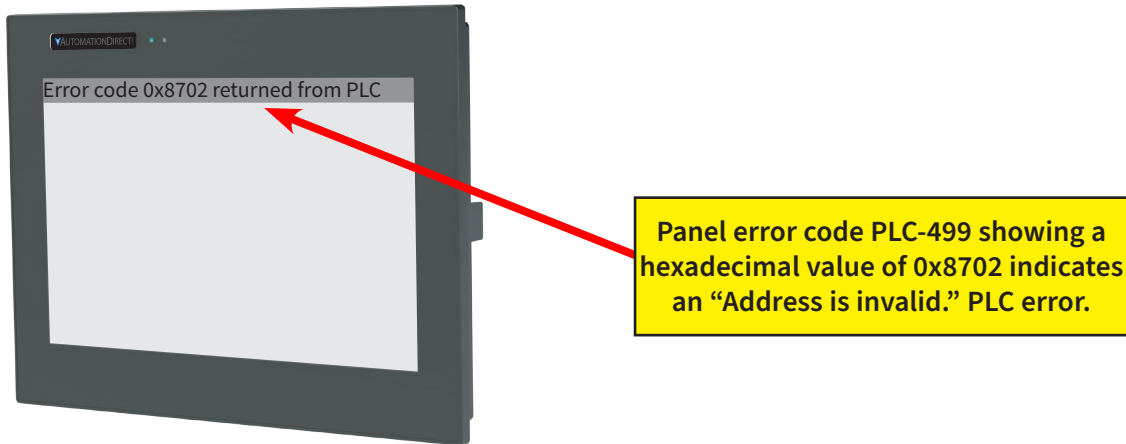 AUTOMATIONDIRECT
Error code 0x8702 returned from PLC
Panel error code PLC-499 showing a
hexadecimal value of 0x8702 indicates
an “Address is invalid.” PLC error.